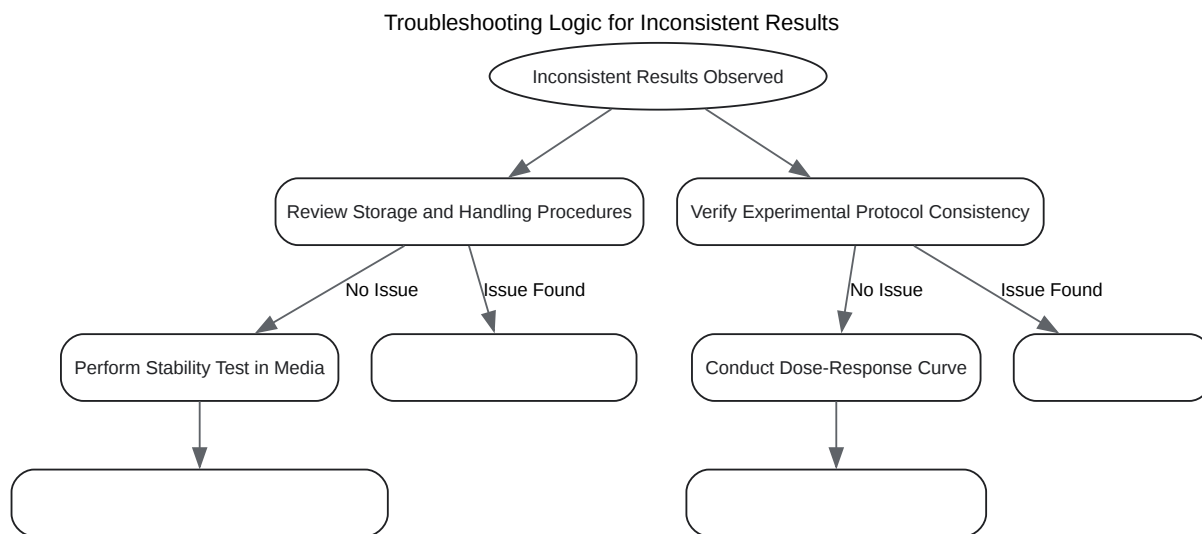 Troubleshooting Logic for Inconsistent Results
Inconsistent Results Observed
Review Storage and Handling Procedures
Verify Experimental Protocol Consistency
No Issue
Issue Found
No Issue
Issue Found
Perform Stability Test in Media
Conduct Dose-Response Curve